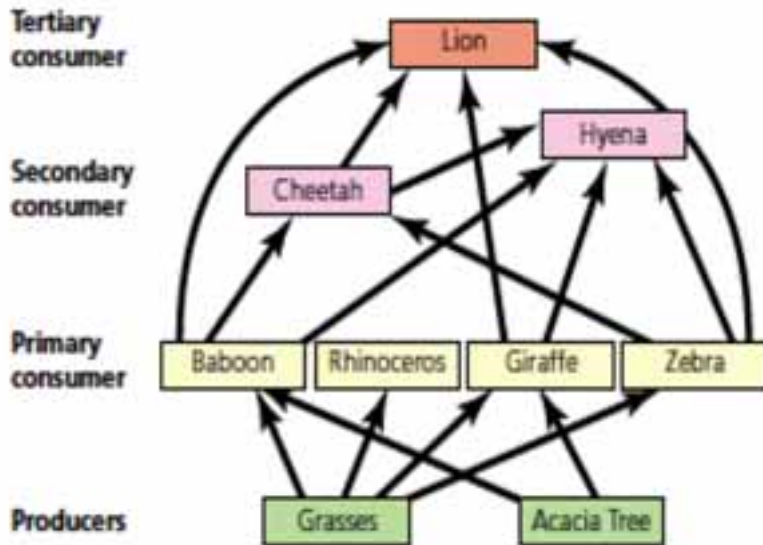 Tertiary
consumer
Lion
Hyena
Secondary
consumer
Cheetah
Primary
consumer
Baboon
Rhinoceros
Giraffe
Zebra
Producers
Grasses
Acacia Tree